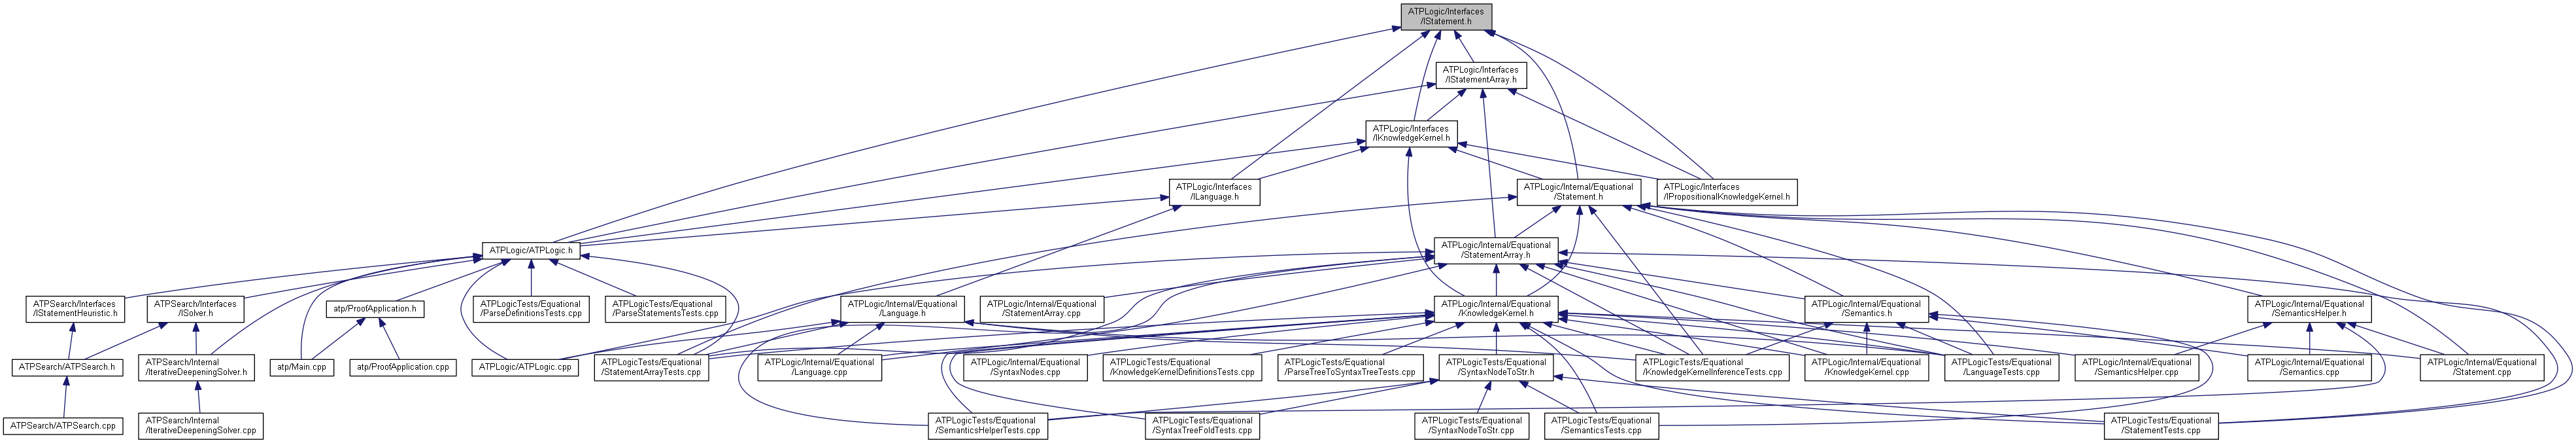 ATPLogic/Interfaces
/IStatement.h
ATPLogic/Interfaces
/IStatementArray.h
ATPLogic/Interfaces
/IKnowledgeKernel.h
ATPLogic/Interfaces
/ILanguage.h
ATPLogic/Internal/Equational
/Statement.h
ATPLogic/Interfaces
/IPropositionalKnowledgeKernel.h
ATPLogic/ATPLogic.h
ATPLogic/Internal/Equational
/StatementArray.h
ATPSearch/Interfaces
/IStatementHeuristic.h
ATPSearch/Interfaces
/ISolver.h
atp/ProofApplication.h
ATPLogicTests/Equational
/ParseDefinitionsTests.cpp
ATPLogicTests/Equational
/ParseStatementsTests.cpp
ATPLogic/Internal/Equational
/Language.h
ATPLogic/Internal/Equational
/StatementArray.cpp
ATPLogic/Internal/Equational
/KnowledgeKernel.h
ATPLogic/Internal/Equational
/Semantics.h
ATPLogic/Internal/Equational
/SemanticsHelper.h
ATPSearch/ATPSearch.h
ATPSearch/Internal
/IterativeDeepeningSolver.h
atp/Main.cpp
atp/ProofApplication.cpp
ATPLogic/ATPLogic.cpp
ATPLogicTests/Equational
/StatementArrayTests.cpp
ATPLogic/Internal/Equational
/Language.cpp
ATPLogic/Internal/Equational
/SyntaxNodes.cpp
ATPLogicTests/Equational
/KnowledgeKernelDefinitionsTests.cpp
ATPLogicTests/Equational
/ParseTreeToSyntaxTreeTests.cpp
ATPLogicTests/Equational
/SyntaxNodeToStr.h
ATPLogicTests/Equational
/KnowledgeKernelInferenceTests.cpp
ATPLogic/Internal/Equational
/KnowledgeKernel.cpp
ATPLogicTests/Equational
/LanguageTests.cpp
ATPLogic/Internal/Equational
/SemanticsHelper.cpp
ATPLogic/Internal/Equational
/Semantics.cpp
ATPLogic/Internal/Equational
/Statement.cpp
ATPSearch/ATPSearch.cpp
ATPSearch/Internal
/IterativeDeepeningSolver.cpp
ATPLogicTests/Equational
/SemanticsHelperTests.cpp
ATPLogicTests/Equational
/SyntaxTreeFoldTests.cpp
ATPLogicTests/Equational
/SyntaxNodeToStr.cpp
ATPLogicTests/Equational
/SemanticsTests.cpp
ATPLogicTests/Equational
/StatementTests.cpp